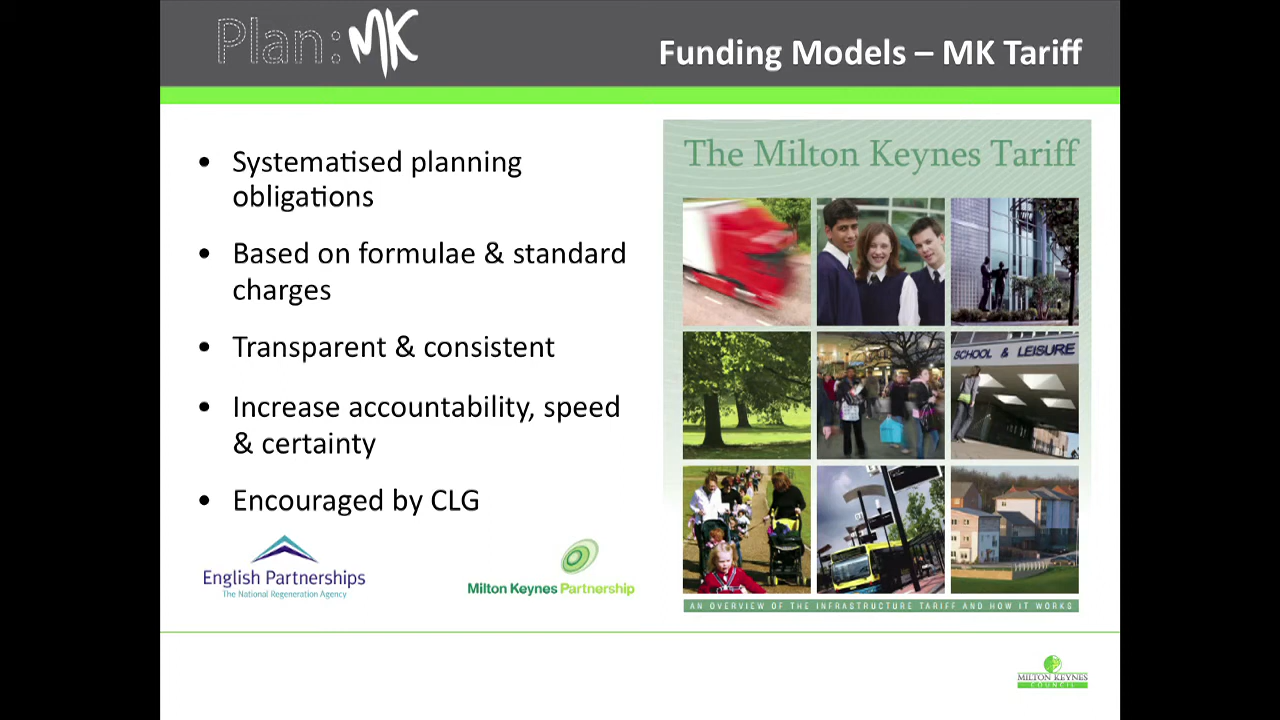 Plan:MK
Funding Models – MK Tariff
• Systematised planning
obligations
• Based on formulae & standard
charges
• Transparent & consistent
• Increase accountability, speed
& certainty
• Encouraged by CLG
English Partnerships
The National Regeneration Agency
Milton Keynes Partnership
The Milton Keynes Tariff
SCHOOL & LEISURE
AN OVERVIEW OF THE INFRASTRUCTURE TARIFF AND HOW IT WORKS
MILTON KEYNES
COUNCIL